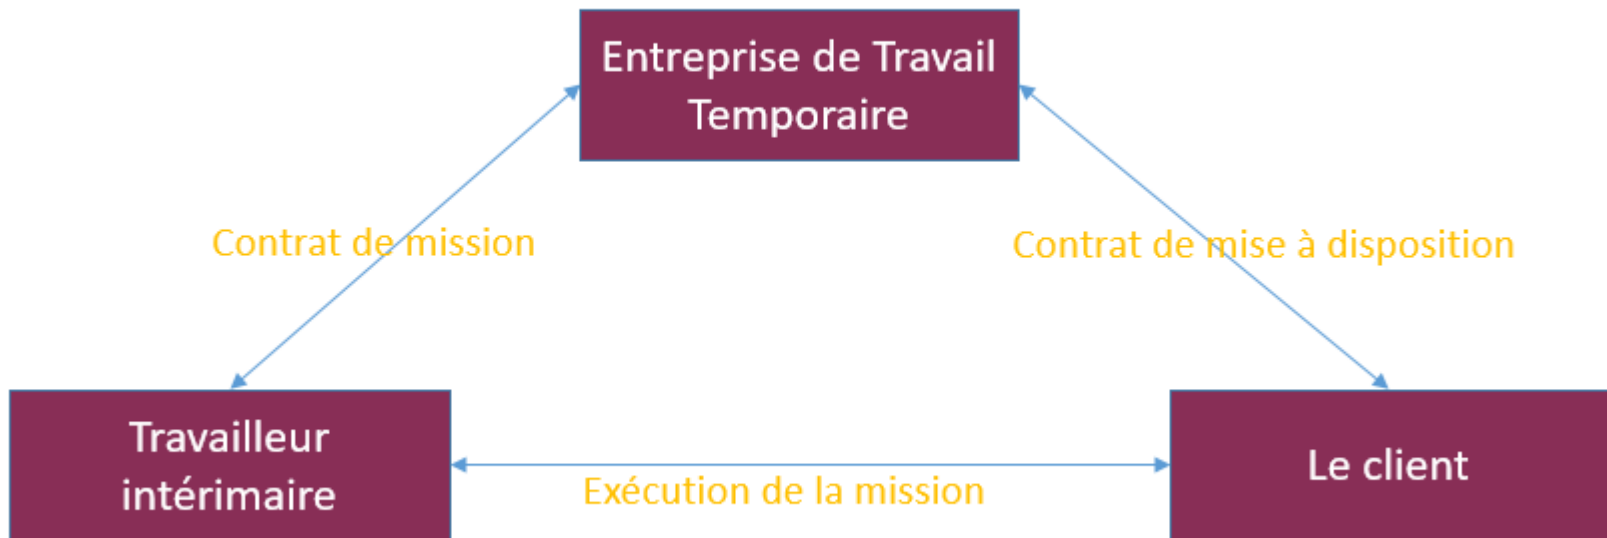 Entreprise de Travail
Temporaire
Contrat de mission
Contrat de mise à disposition
Travailleur
intérimaire
Exécution de la mission
Le client